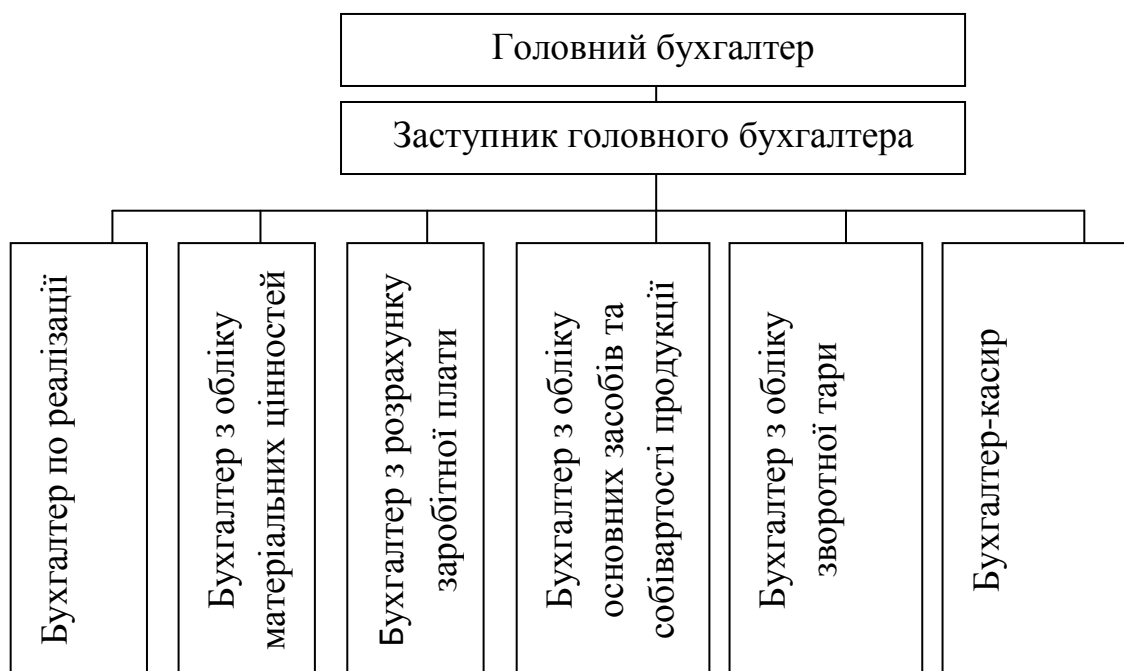 Головний бухгалтер
Заступник головного бухгалтера
Бухгалтер по реалізації
Бухгалтер з обліку
матеріальних цінностей
Бухгалтер з розрахунку
заробітної плати
Бухгалтер з обліку
основних засобів та
собівартості продукції
Бухгалтер з обліку
зворотної тари
Бухгалтер-касир